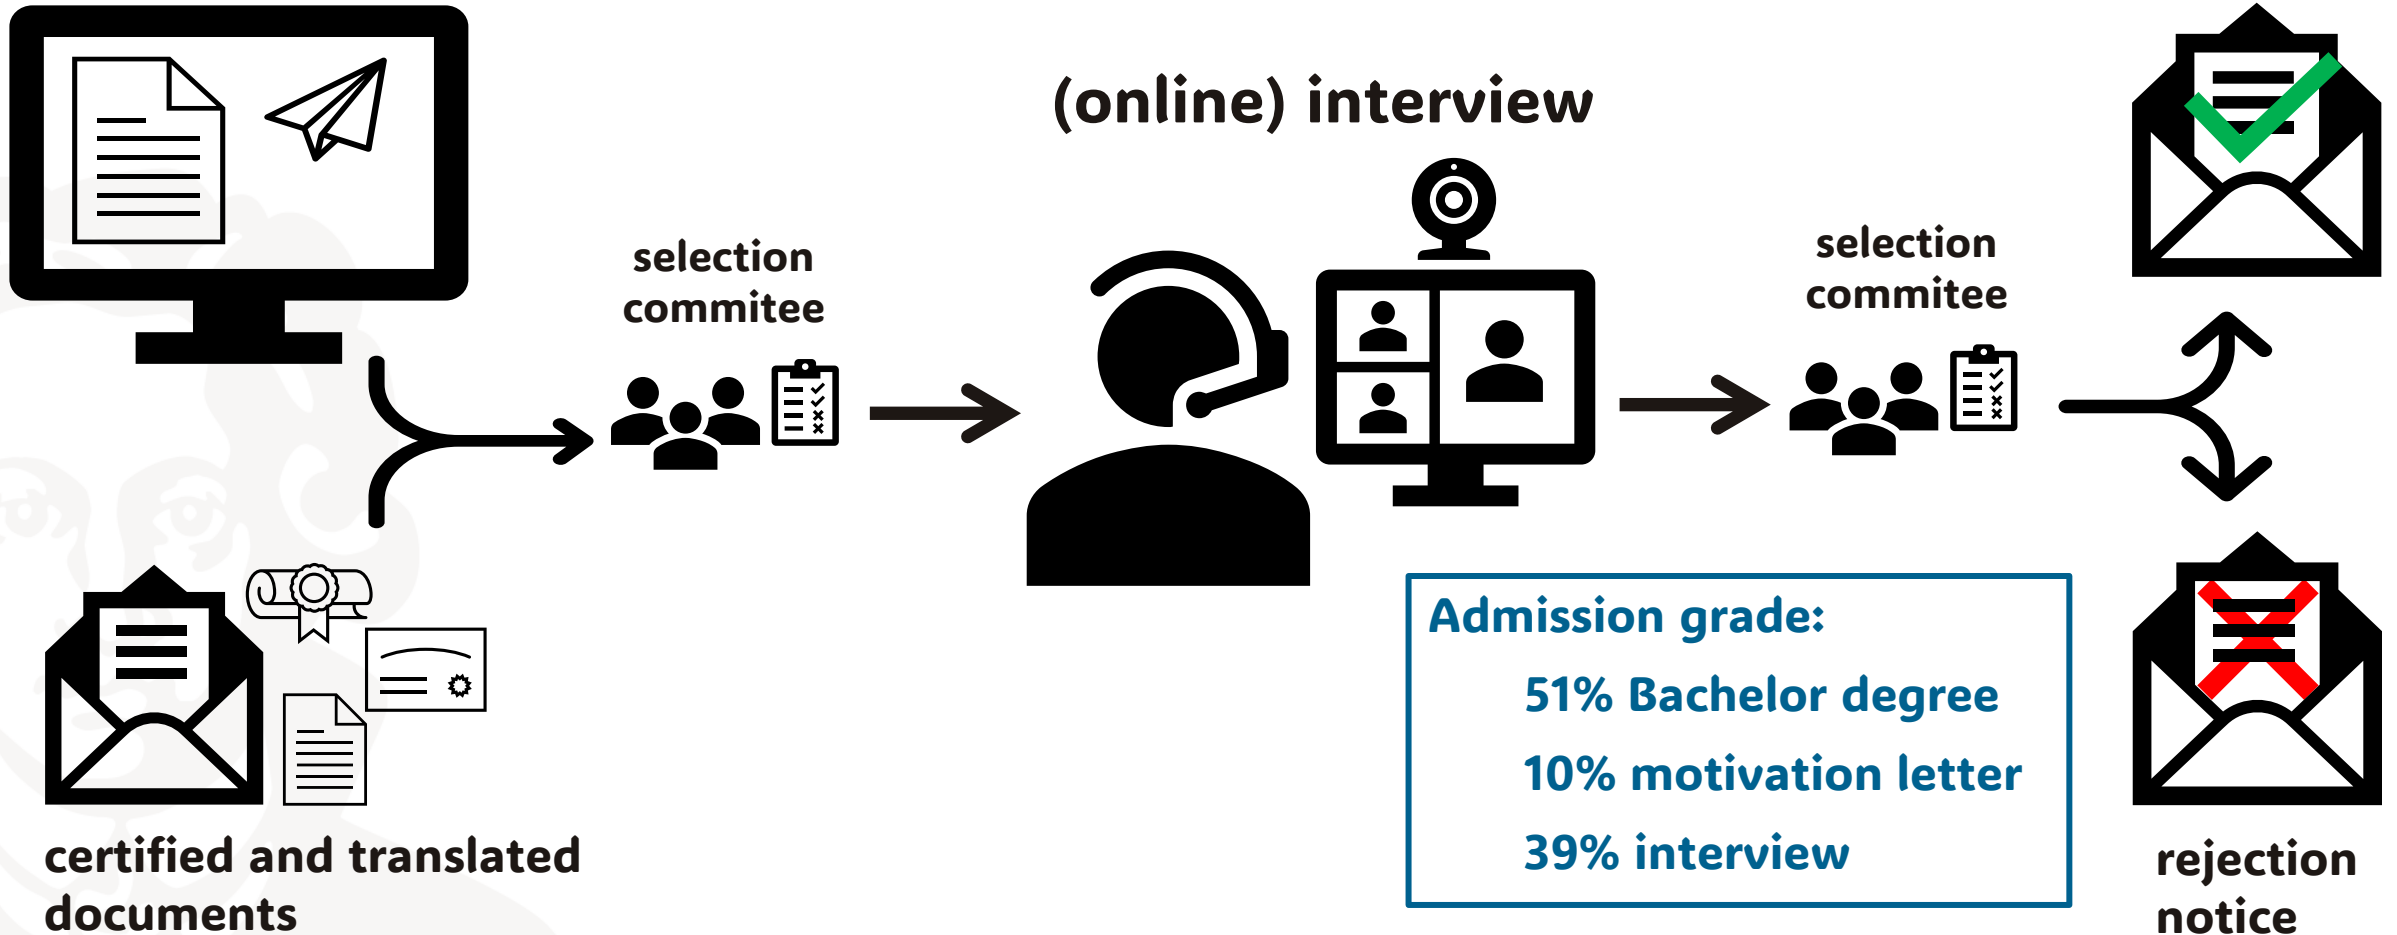 (online) interview
selection
commitee
selection
commitee
certified and translated
documents
Admission grade:
51% Bachelor degree
10% motivation letter
39% interview
rejection
notice